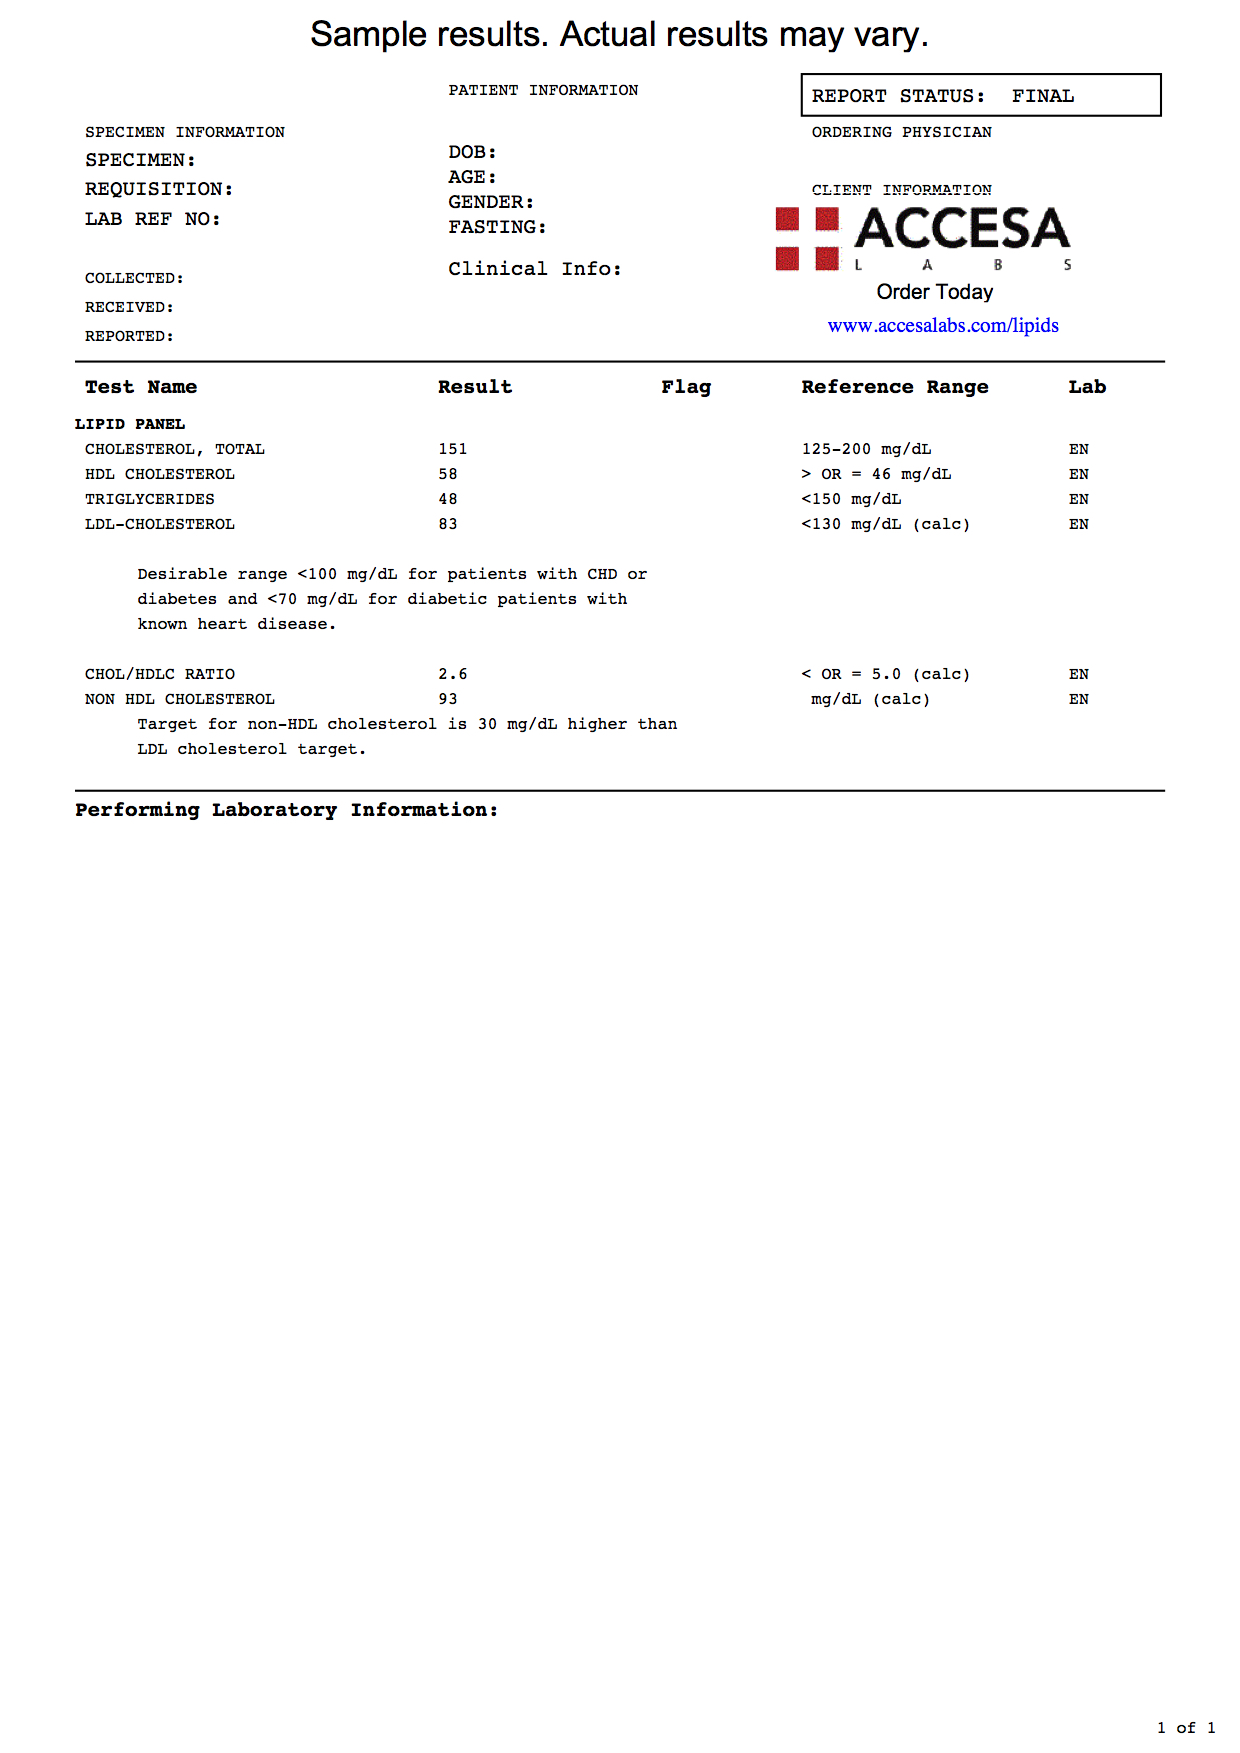 Sample results. Actual results may vary.
PATIENT INFORMATION
REPORT STATUS: FINAL
SPECIMEN INFORMATION
ORDERING PHYSICIAN
SPECIMEN:
DOB:
REQUISITION:
AGE:
CLIENT INFORMATION
GENDER:
LAB REF NO:
FASTING:
ACCESA
LABS
Clinical Info:
COLLECTED:
Order Today
RECEIVED:
www.accesalabs.com/lipids
REPORTED:
Test Name Result Flag Reference Range Lab
LIPID PANEL
CHOLESTEROL, TOTAL 151 125-200 mg/dL EN
HDL CHOLESTEROL 58 > OR = 46 mg/dL EN
TRIGLYCERIDES 48 <150 mg/dL EN
LDL-CHOLESTEROL 83 <130 mg/dL (calc) EN
Desirable range <100 mg/dL for patients with CHD or
diabetes and <70 mg/dL for diabetic patients with
known heart disease.
CHOL/HDLC RATIO 2.6 < OR = 5.0 (calc) EN
NON HDL CHOLESTEROL 93 mg/dL (calc) EN
Target for non-HDL cholesterol is 30 mg/dL higher than
LDL cholesterol target.
Performing Laboratory Information:
1 of 1